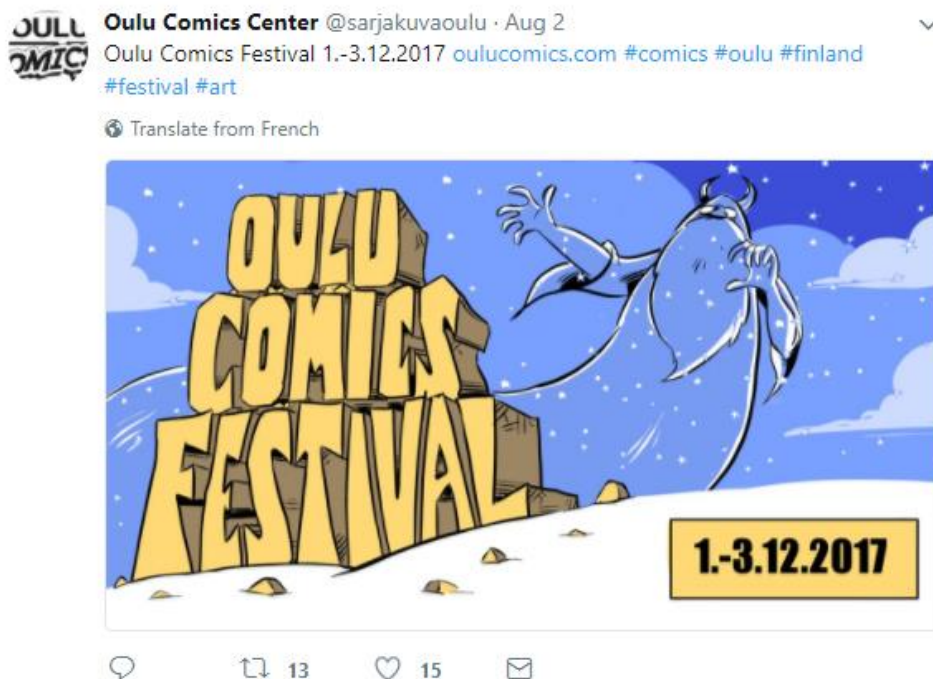 OULU
COMICS
Oulu Comics Center @sarjakuvaoulu · Aug 2
Oulu Comics Festival 1.-3.12.2017 oulucomics.com #comics #oulu #finland
#festival #art
Translate from French
OULU
COMICS
FESTIVAL
1.-3.12.2017
13
15